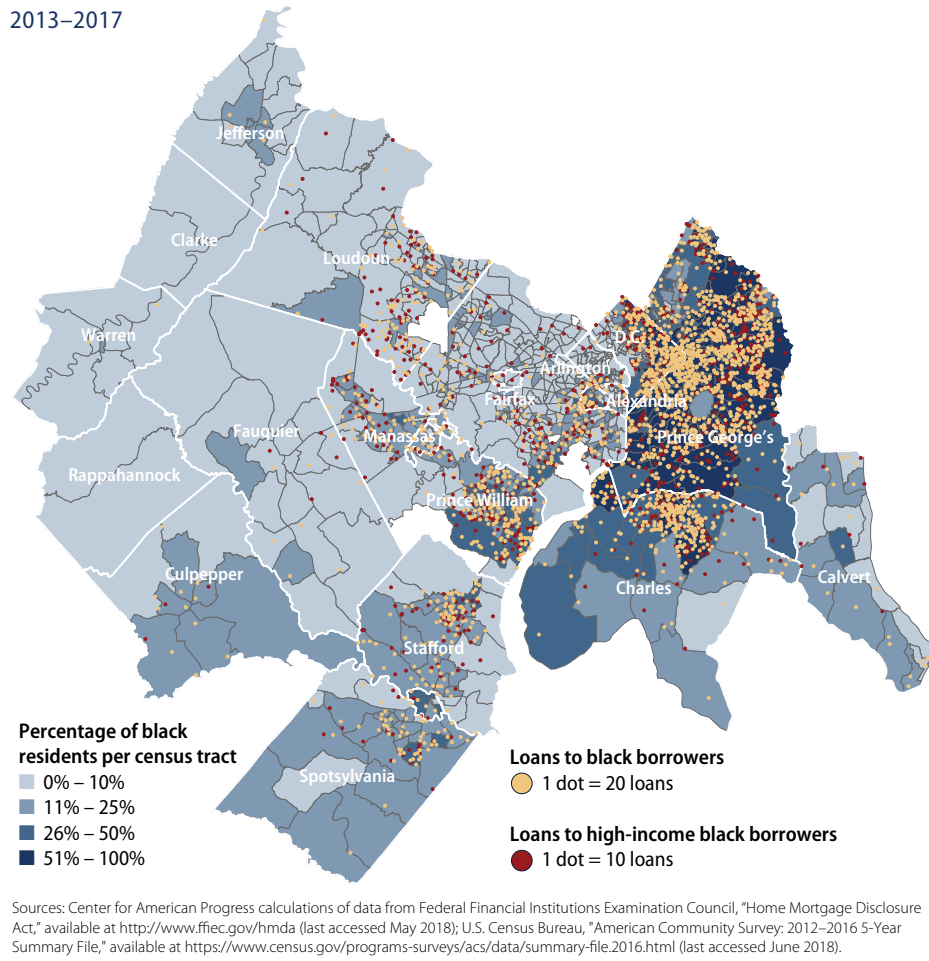 2013–2017
Jefferson
Clarke
Loudoun
Warren
D.C.
Arlington
Fairfax
Alexandria
Fauquier
Manassas
Prince George's
Rappahannock
Prince William
Culpepper
Charles
Calvert
Stafford
Spotsylvania
Percentage of black
residents per census tract
0% – 10%
11% – 25%
26% – 50%
51% – 100%
Loans to black borrowers
1 dot = 20 loans
Loans to high-income black borrowers
1 dot = 10 loans
Sources: Center for American Progress calculations of data from Federal Financial Institutions Examination Council, "Home Mortgage Disclosure
Act," available at http://www.ffiec.gov/hmda (last accessed May 2018); U.S. Census Bureau, "American Community Survey: 2012–2016 5-Year
Summary File," available at https://www.census.gov/programs-surveys/acs/data/summary-file.2016.html (last accessed June 2018).